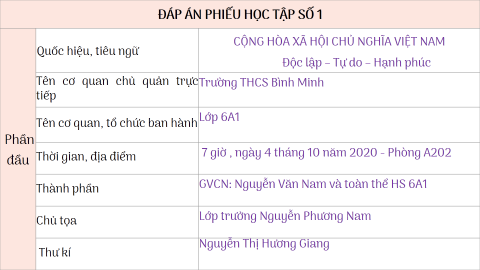 ĐÁP ÁN PHIẾU HỌC TẬP SỐ 1
Phần
đầu
Quốc hiệu, tiêu ngữ
CỘNG HÒA XÃ HỘI CHỦ NGHĨA VIỆT NAM
Độc lập – Tự do – Hạnh phúc
Tên cơ quan chủ quản trực
tiếp
Trường THCS Bình Minh
Tên cơ quan, tổ chức ban hành
Lớp 6A1
Thời gian, địa điểm
7 giờ , ngày 4 tháng 10 năm 2020 - Phòng A202
Thành phần
GVCN: Nguyễn Văn Nam và toàn thể HS 6A1
Chủ tọa
Lớp trưởng Nguyễn Phương Nam
Thư kí
Nguyễn Thị Hương Giang